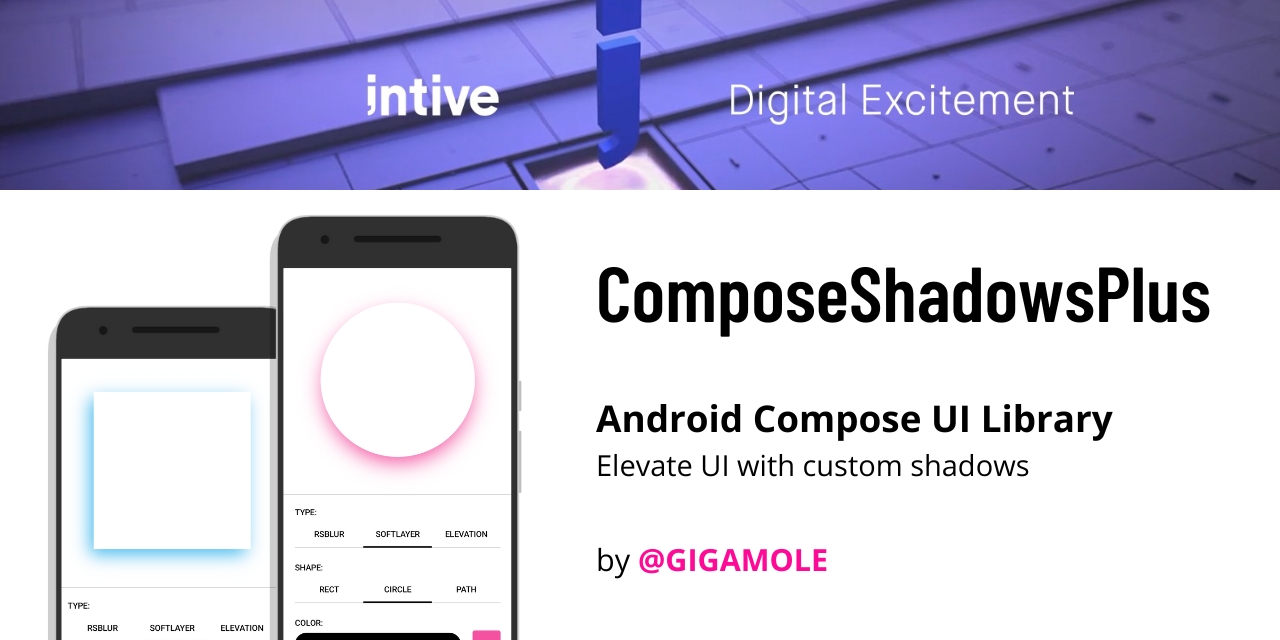 intive
Digital Excitement
ComposeShadowsPlus
Android Compose UI Library
Elevate UI with custom shadows
by @GIGAMOLE
TYPE:
RSBLUR SOFTLAYER ELEVATION
TYPE:
RSBLUR SOFTLAYER ELEVATION
SHAPE:
RECT CIRCLE PATH
COLOR: